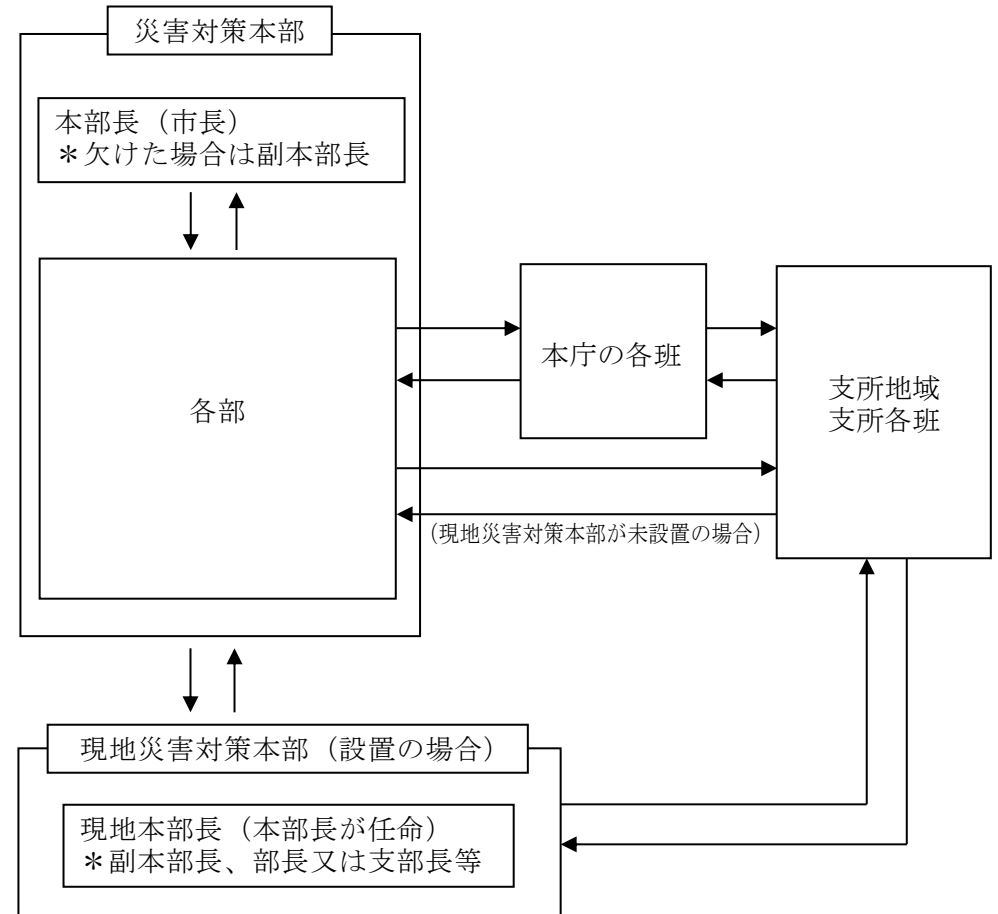 災害対策本部
本部長（市長）
＊欠けた場合は副本部長
各部
本庁の各班
支所地域
支所各班
（現地災害対策本部が未設置の場合）
現地災害対策本部（設置の場合）
現地本部長（本部長が任命）
＊副本部長、部長又は支部長等